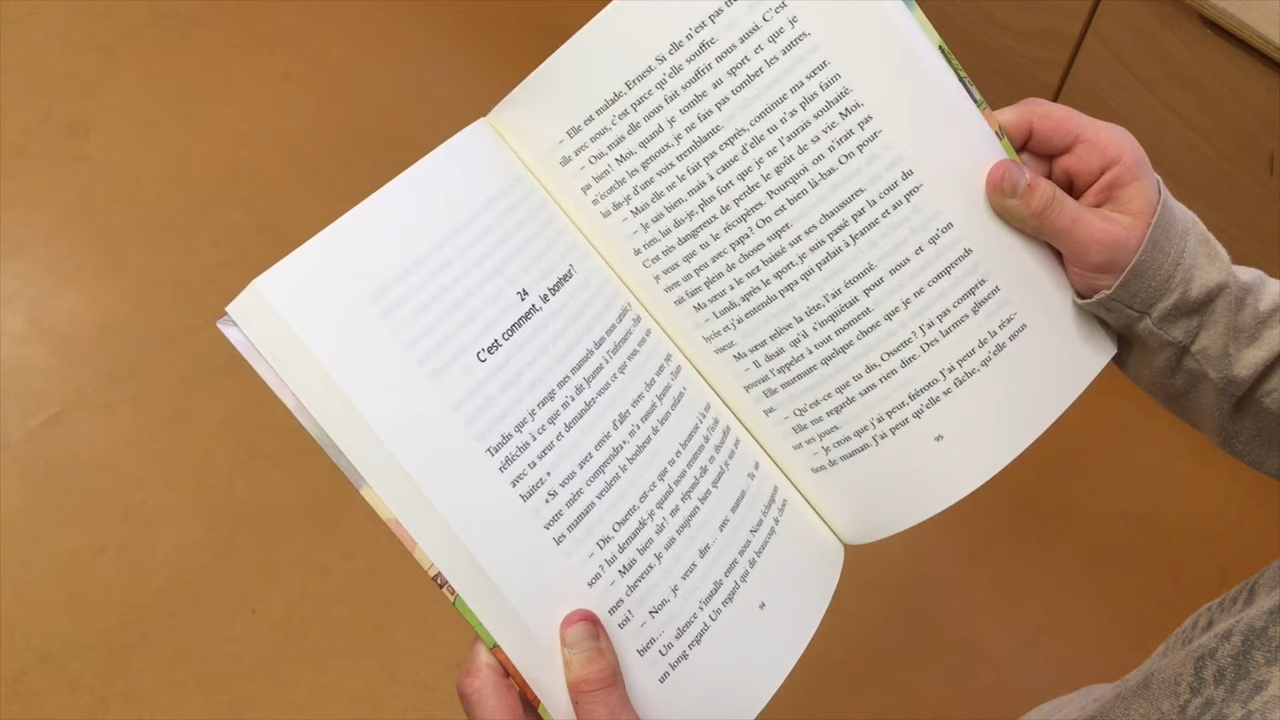 24
C'est comment, le bonheur?
Tandis que je range mes manuels dans mon cartable, je
réfléchis à ce que m'a dit Jeanne à l'infirmerie:
avec ta sœur et demandez-vous ce que vous, vous
haitez.»
«Si vous avez envie d'aller vivre chez votre
votre mère comprendra», m'a rassuré Jeanne. «Toutes
les mamans veulent le bonheur de leurs enfants.»
– Dis, Ossette, est-ce que tu es heureuse à la
son? lui demandé-je quand nous rentrons de l'école.
– Mais bien sûr! me répond-elle en ébouriffant
mes cheveux. Je suis toujours bien quand je suis avec
toi!
– Non, je veux dire… avec maman… Tu
bien…
Un silence s'installe entre nous. Nous échangeons
un long regard. Un regard qui dit beaucoup de choses
94
– Elle est malade, Ernest. Si elle n'est pas
tille avec nous, c'est parce qu'elle souffre.
– Oui, mais elle nous fait souffrir nous aussi. C'est
pas bien! Moi, quand je tombe au sport et que je
m'écorche les genoux, je ne fais pas tomber les autres,
lui dis-je d'une voix tremblante.
– Mais elle ne le fait pas exprès, continue ma sœur.
– Je sais bien, mais à cause d'elle tu n'as plus faim
de rien, lui dis-je, plus fort que je ne l'aurais souhaité.
C'est très dangereux de perdre le goût de sa vie. Moi,
je veux que tu le récupères. Pourquoi on n'irait pas
vivre un peu avec papa? On est bien là-bas. On pour-
rait faire plein de choses super.
Ma sœur a le nez baissé sur ses chaussures.
– Lundi, après le sport, je suis passé par la cour du
lycée et j'ai entendu papa qui parlait à Jeanne et au pro-
viseur.
Ma sœur relève la tête, l'air étonné.
– Il disait qu'il s'inquiétait pour nous et qu'on
pouvait l'appeler à tout moment.
Elle murmure quelque chose que je ne comprends
pas.
– Qu'est-ce que tu dis, Ossette? J'ai pas compris.
Elle me regarde sans rien dire. Des larmes glissent
sur ses joues.
– Je crois que j'ai peur, fréroto. J'ai peur de la réac-
tion de maman. J'ai peur qu'elle se fâche, qu'elle nous
95